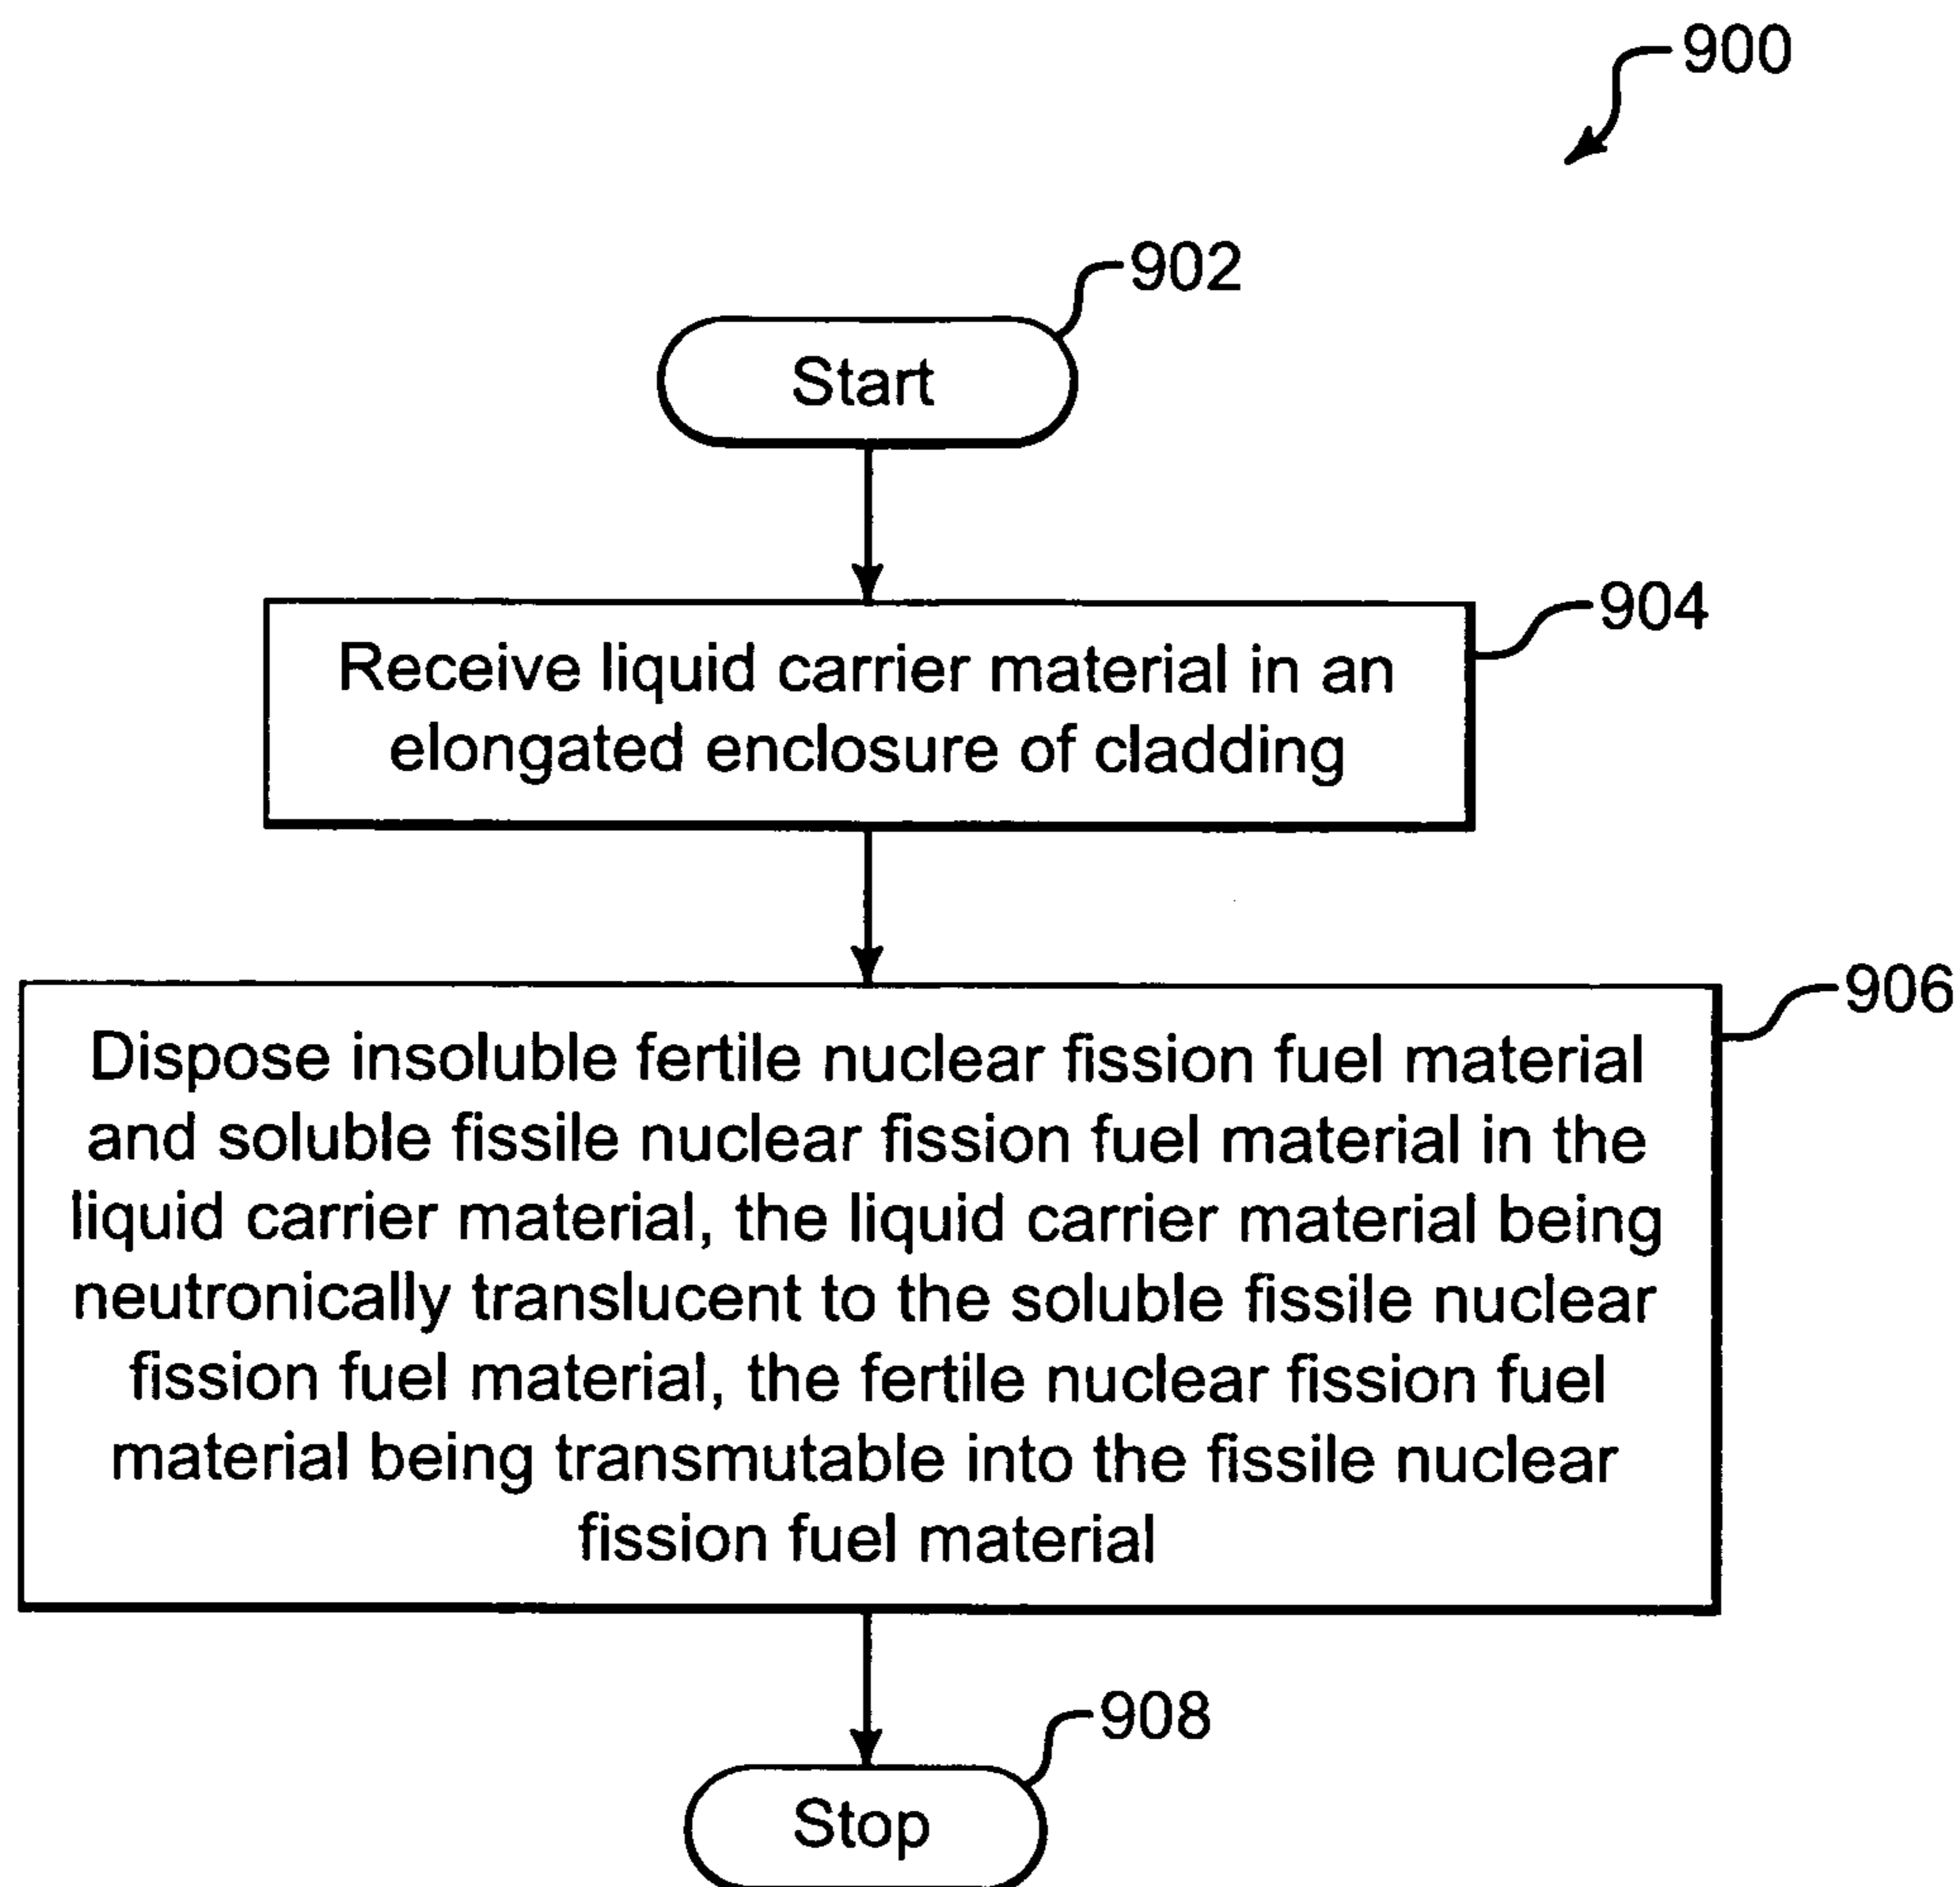 900
902
Start
904
Receive liquid carrier material in an
elongated enclosure of cladding
906
Dispose insoluble fertile nuclear fission fuel material
and soluble fissile nuclear fission fuel material in the
liquid carrier material, the liquid carrier material being
neutronically translucent to the soluble fissile nuclear
fission fuel material, the fertile nuclear fission fuel
material being transmutable into the fissile nuclear
fission fuel material
908
Stop